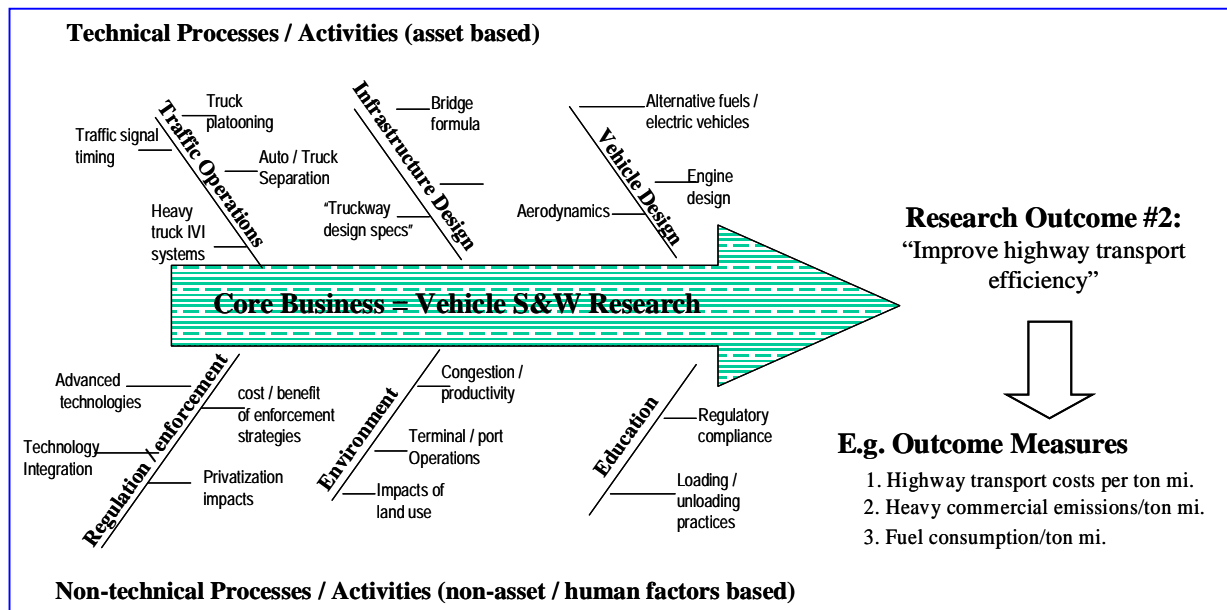 Technical Processes / Activities (asset based)
Truck
platooning
Traffic signal
timing
Traffic Operations
Auto / Truck
Separation
Heavy
truck IVI
systems
Infrastructure Design
Bridge
formula
“Truckway
design specs”
Alternative fuels /
electric vehicles
Vehicle Design
Engine
design
Aerodynamics
Core Business = Vehicle S&W Research
Research Outcome #2:
“Improve highway transport
efficiency”
Advanced
technologies
Regulation / enforcement
cost / benefit
of enforcement
strategies
Technology
Integration
Privatization
impacts
Environment
Congestion /
productivity
Terminal / port
Operations
Impacts of
land use
Education
Regulatory
compliance
Loading /
unloading
practices
E.g. Outcome Measures
1. Highway transport costs per ton mi.
2. Heavy commercial emissions/ton mi.
3. Fuel consumption/ton mi.
Non-technical Processes / Activities (non-asset / human factors based)